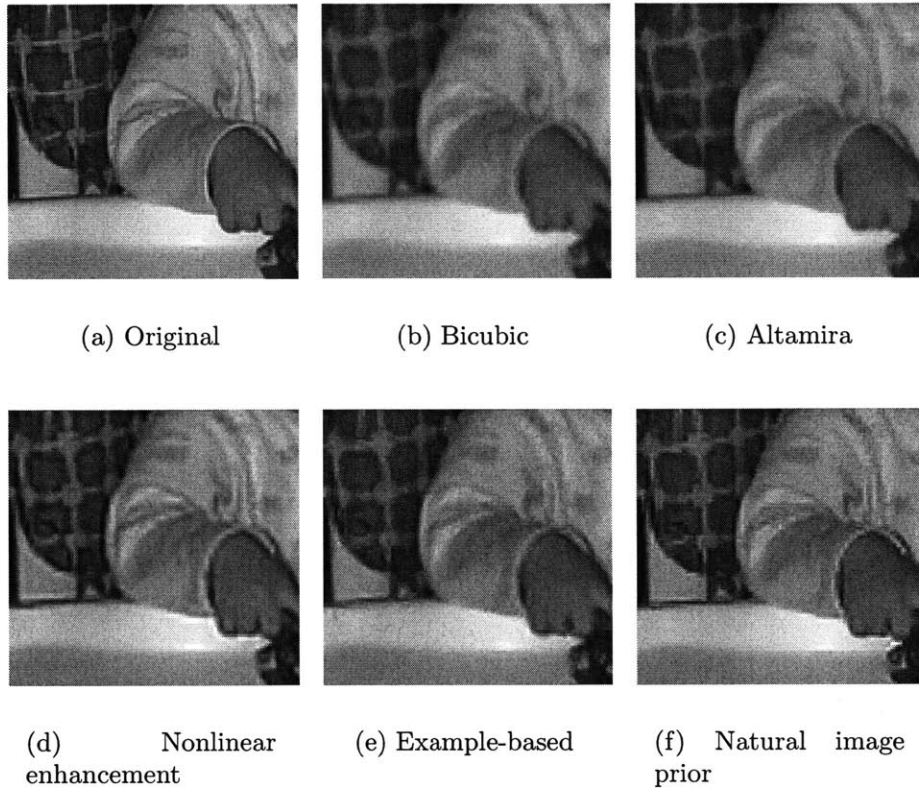 (a) Original
(b) Bicubic
(c) Altamira
(d) Nonlinear
enhancement
(e) Example-based
(f) Natural image
prior